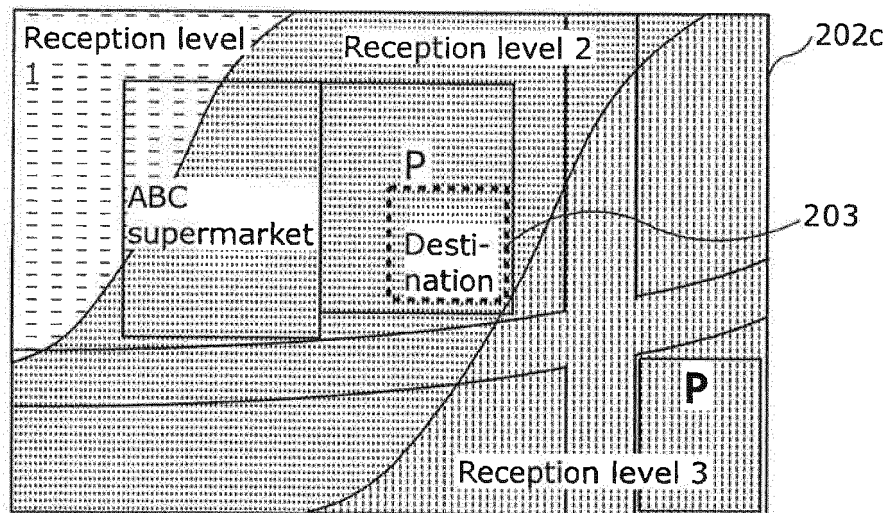 Reception level
1
Reception level 2
202c
P
ABC
supermarket
203
Desti-
nation
P
Reception level 3